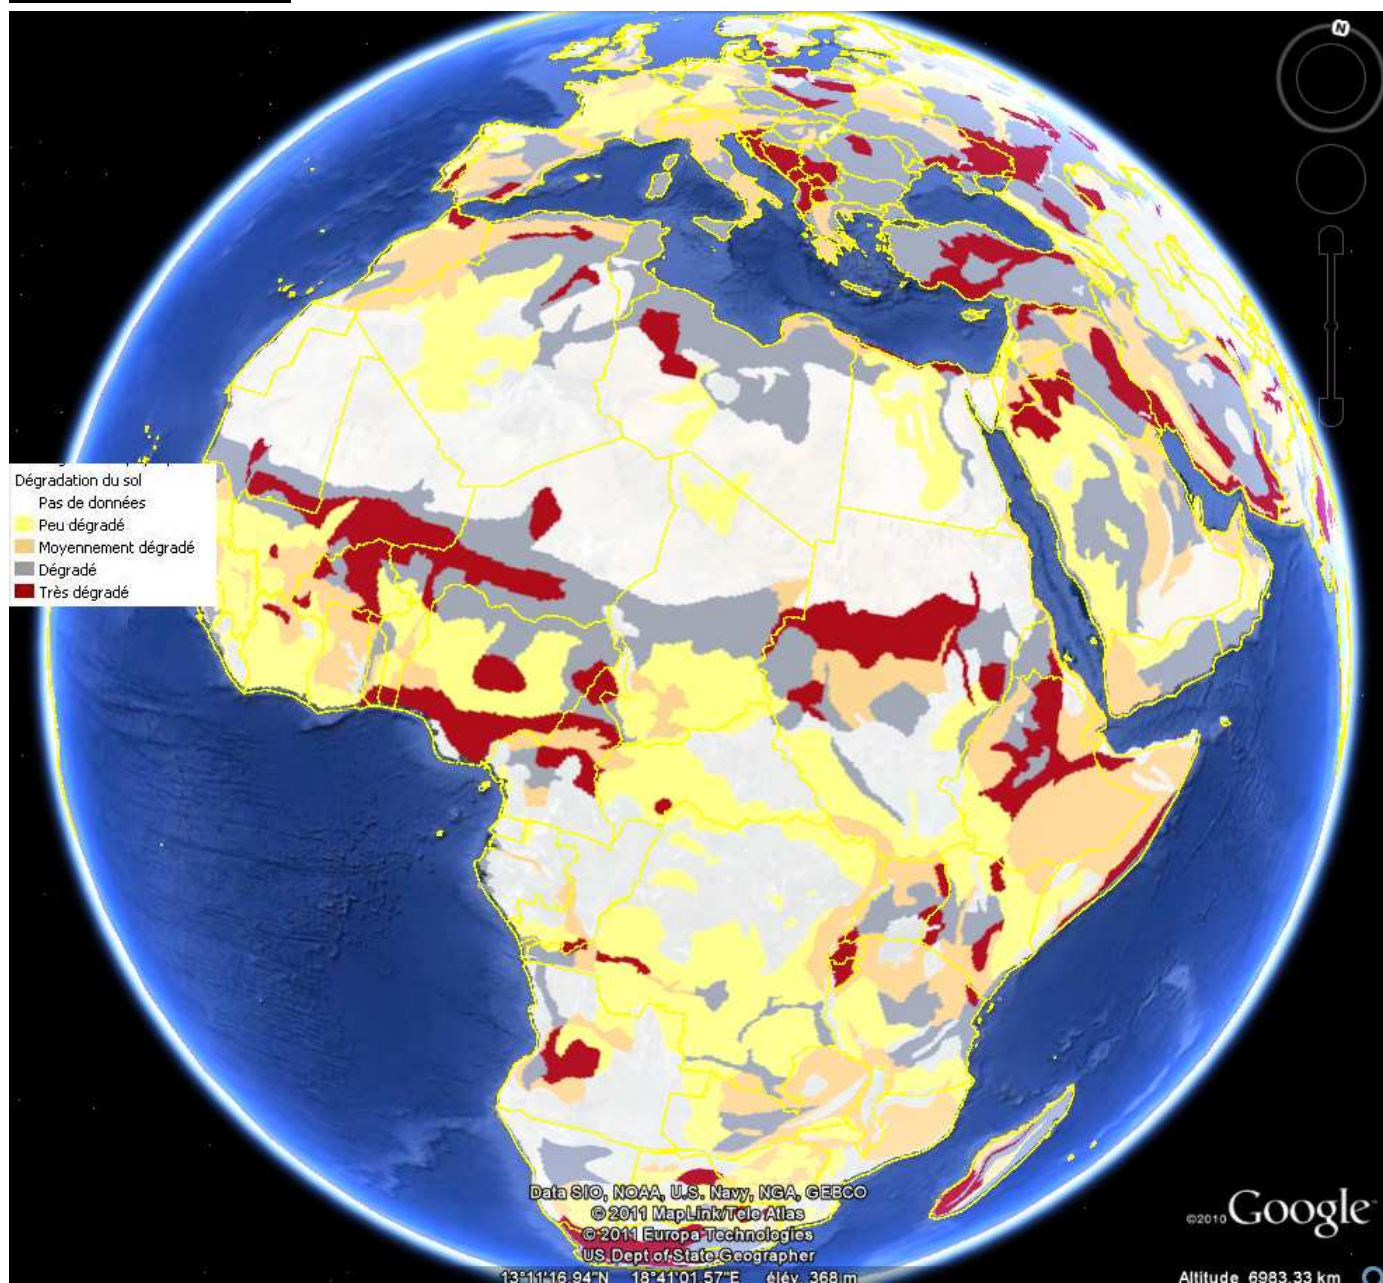 N
Dégradation du sol
Pas de données
Peu dégradé
Moyennement dégradé
Dégradé
Très dégradé
Data SIO, NOAA, U.S. Navy, NGA, GEBCO
© 2011 MapLink/Tele Atlas
© 2011 Europa Technologies
US Dept of State Geographer
©2010 Google
13°11'16.94"N 18°41'01.57"E élév. 368 m
Altitude 6983.33 km